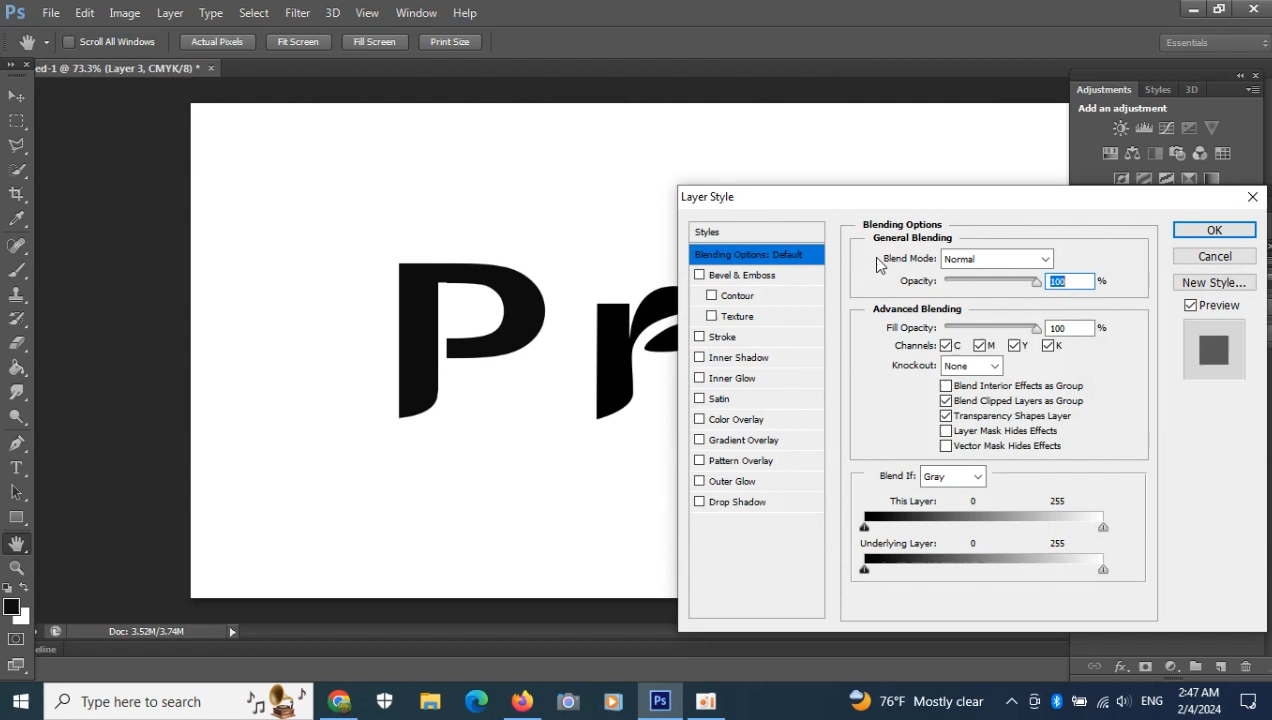 Ps File Edit Image Layer Type Select Filter 3D View Window Help
Scroll All Windows Actual Pixels Fit Screen Fill Screen Print Size Essentials
ed-1 @ 73.3% (Layer 3, CMYK/8) *
Adjustments Styles 3D
Add an adjustment
Pr
Layer Style
Styles
Blending Options: Default
Bevel & Emboss
Contour
Texture
Stroke
Inner Shadow
Inner Glow
Satin
Color Overlay
Gradient Overlay
Pattern Overlay
Outer Glow
Drop Shadow
Blending Options
General Blending
Blend Mode: Normal
Opacity: 100 %
Advanced Blending
Fill Opacity: 100 %
Channels: C M Y K
Knockout: None
Blend Interior Effects as Group
Blend Clipped Layers as Group
Transparency Shapes Layer
Layer Mask Hides Effects
Vector Mask Hides Effects
Blend If: Gray
This Layer: 0 255
Underlying Layer: 0 255
OK
Cancel
New Style...
Preview
Doc: 3.52M/3.74M
eline
Type here to search
Ps
76°F Mostly clear
ENG
2:47 AM
2/4/2024